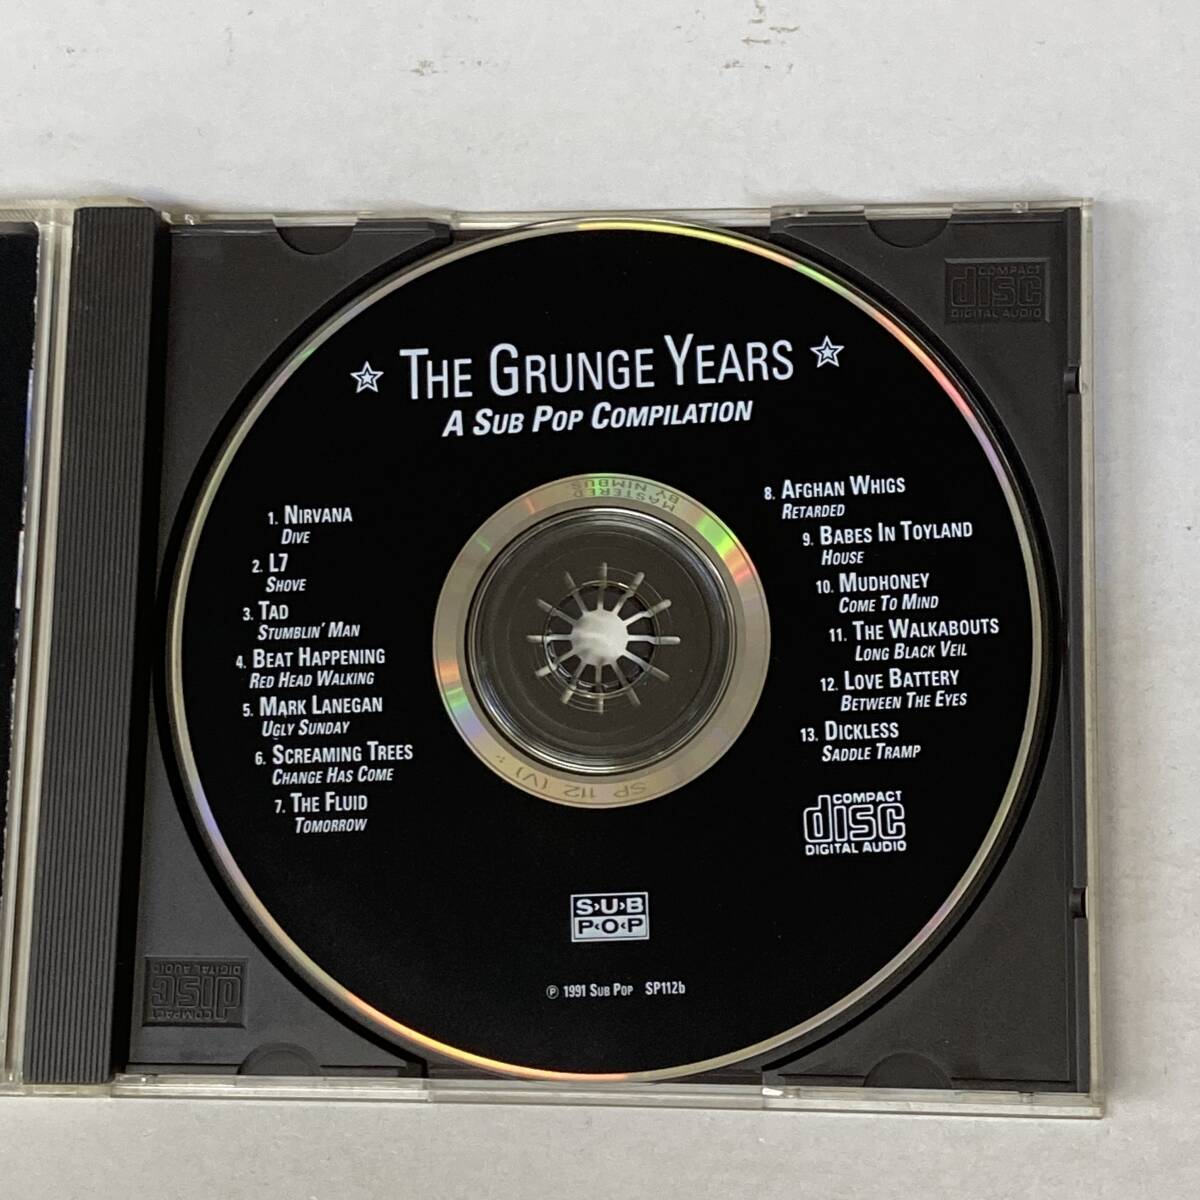 THE GRUNGE YEARS
A SUB POP COMPILATION
1. NIRVANA
DIVE
2. L7
SHOVE
3. TAD
STUMBLIN' MAN
4. BEAT HAPPENING
RED HEAD WALKING
5. MARK LANEGAN
UGLY SUNDAY
6. SCREAMING TREES
CHANGE HAS COME
7. THE FLUID
TOMORROW
8. AFGHAN WHIGS
RETARDED
9. BABES IN TOYLAND
HOUSE
10. MUDHONEY
COME TO MIND
11. THE WALKABOUTS
LONG BLACK VEIL
12. LOVE BATTERY
BETWEEN THE EYES
13. DICKLESS
SADDLE TRAMP
COMPACT
disc
DIGITAL AUDIO
SUB
POP
℗ 1991 SUB POP SP112b
MASTERED
BY NIMBUS
SP 112 (V)
COMPACT
disc
DIGITAL AUDIO
COMPACT
disc
DIGITAL AUDIO